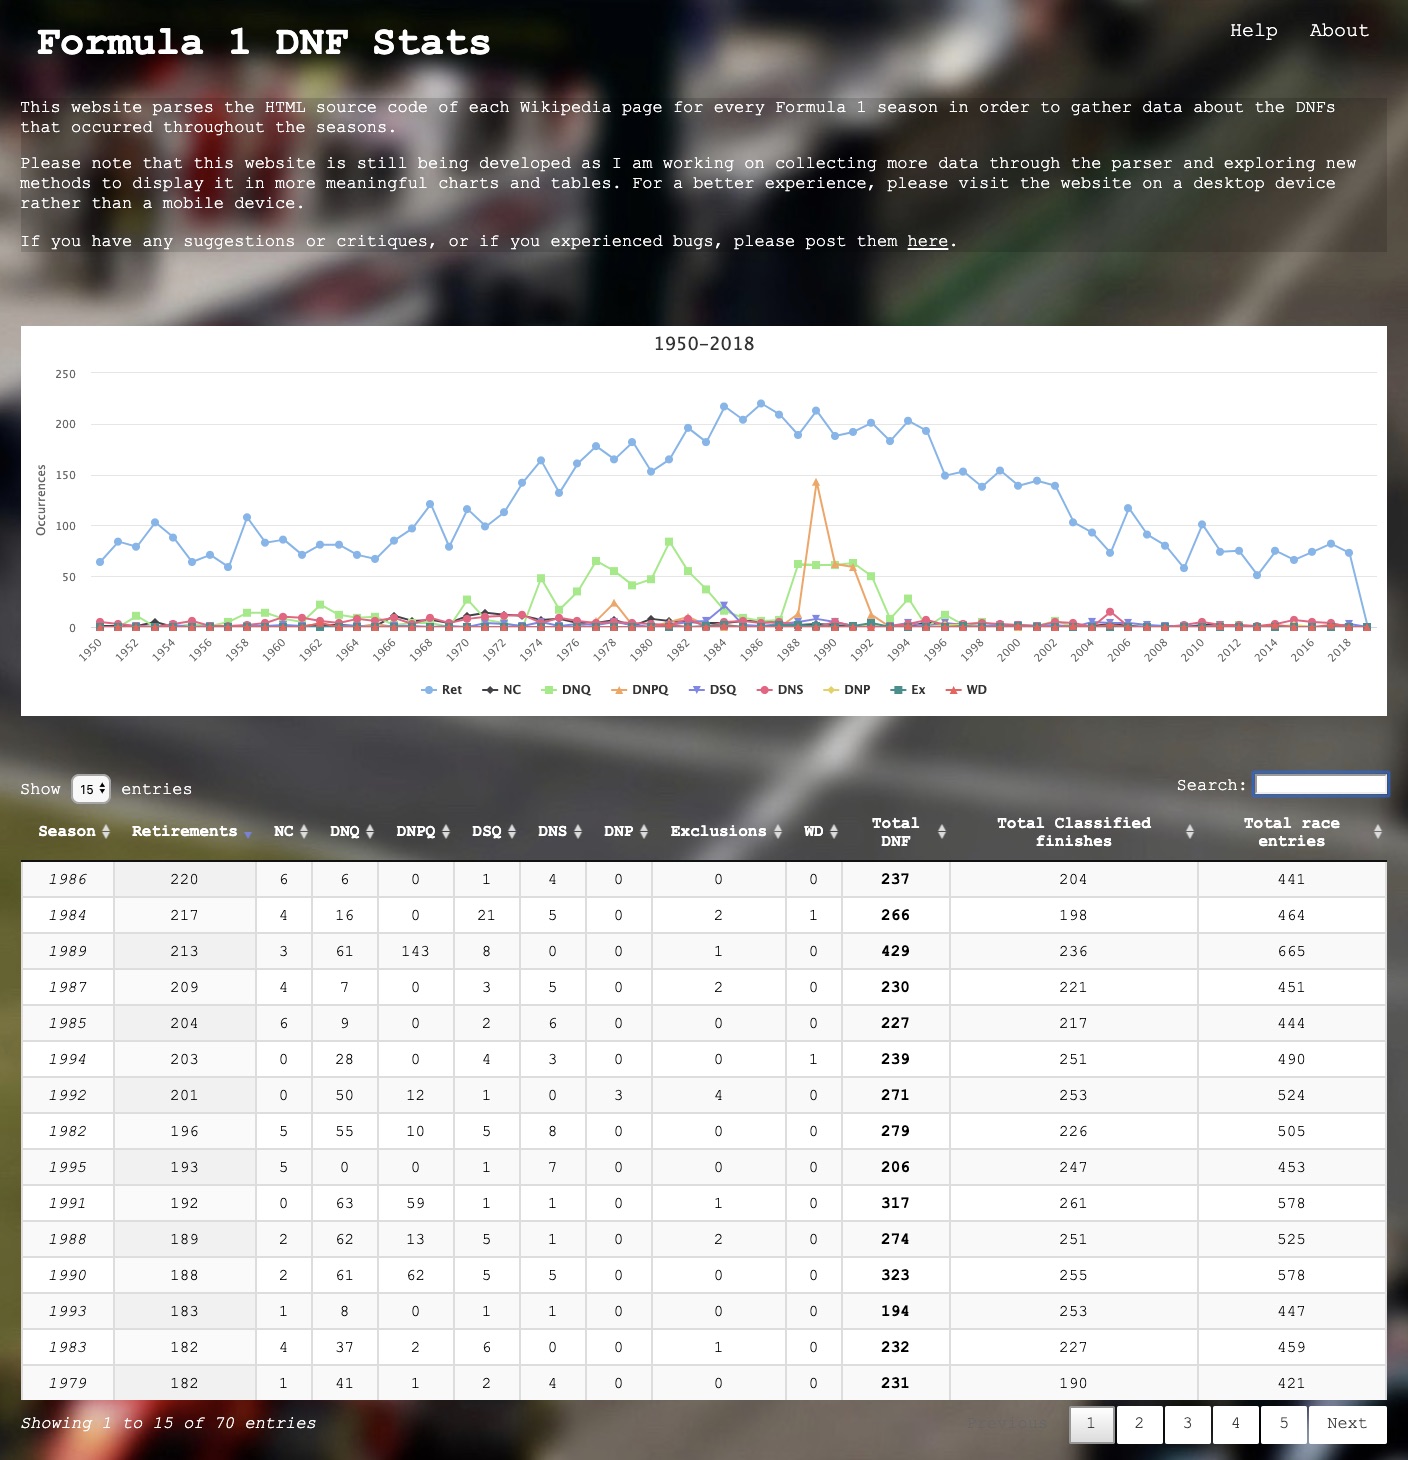 Formula 1 DNF Stats
Help About
This website parses the HTML source code of each Wikipedia page for every Formula 1 season in order to gather data about the DNFs
that occurred throughout the seasons.
Please note that this website is still being developed as I am working on collecting more data through the parser and exploring new
methods to display it in more meaningful charts and tables. For a better experience, please visit the website on a desktop device
rather than a mobile device.
If you have any suggestions or critiques, or if you experienced bugs, please post them here.
1950-2018
Occurrences
250
200
150
100
50
0
1950 1952 1954 1956 1958 1960 1962 1964 1966 1968 1970 1972 1974 1976 1978 1980 1982 1984 1986 1988 1990 1992 1994 1996 1998 2000 2002 2004 2006 2008 2010 2012 2014 2016 2018
Ret NC DNQ DNPQ DSQ DNS DNP Ex WD
Show 15 entries
Search:
Season Retirements NC DNQ DNPQ DSQ DNS DNP Exclusions WD Total DNF Total Classified finishes Total race entries
1986 220 6 6 0 1 4 0 0 0 237 204 441
1984 217 4 16 0 21 5 0 2 1 266 198 464
1989 213 3 61 143 8 0 0 1 0 429 236 665
1987 209 4 7 0 3 5 0 2 0 230 221 451
1985 204 6 9 0 2 6 0 0 0 227 217 444
1994 203 0 28 0 4 3 0 0 1 239 251 490
1992 201 0 50 12 1 0 3 4 0 271 253 524
1982 196 5 55 10 5 8 0 0 0 279 226 505
1995 193 5 0 0 1 7 0 0 0 206 247 453
1991 192 0 63 59 1 1 0 1 0 317 261 578
1988 189 2 62 13 5 1 0 2 0 274 251 525
1990 188 2 61 62 5 5 0 0 0 323 255 578
1993 183 1 8 0 1 1 0 0 0 194 253 447
1983 182 4 37 2 6 0 0 1 0 232 227 459
1979 182 1 41 1 2 4 0 0 0 231 190 421
Showing 1 to 15 of 70 entries
1 2 3 4 5 Next